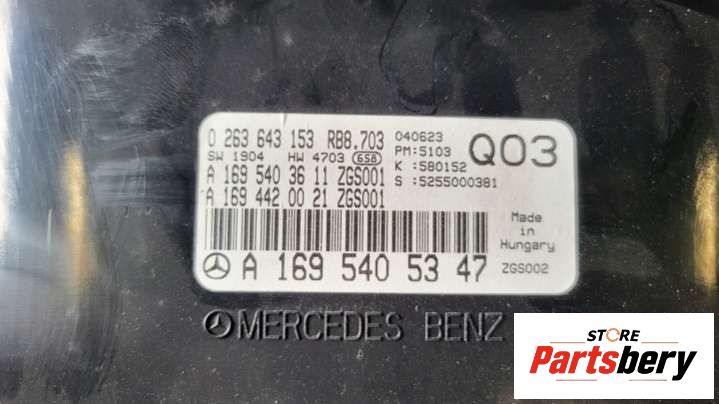 0 263 643 153 RB8.703 040623
SW 1904 HW 4703 658 PM:5103
K :580152
S :5255000381
Q03
A 169 540 36 11 ZGS001
A 169 442 00 21 ZGS001
Made
in
Hungary
A 169 540 53 47 ZGS002
MERCEDES BENZ
STORE
Partsbery